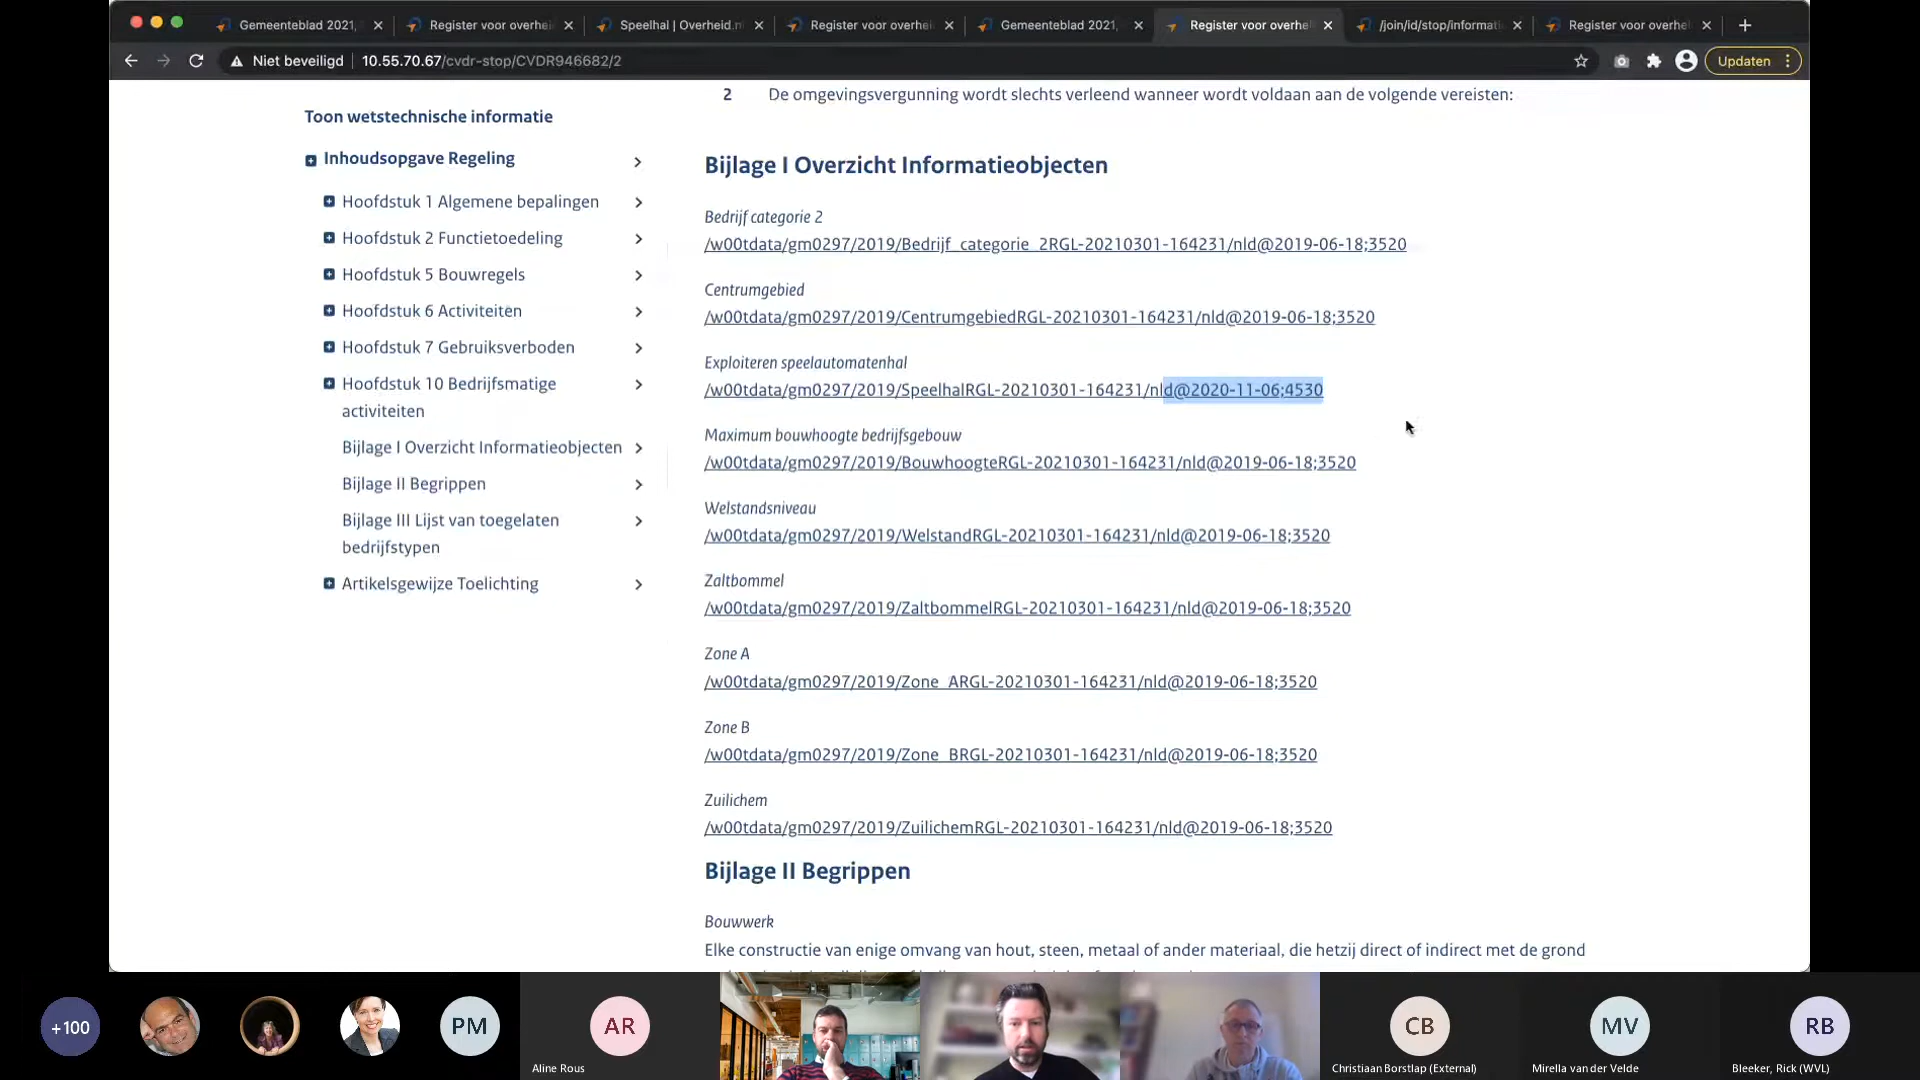 Gemeenteblad 2021,
Register voor overhei
Speelhal | Overheid.n
Register voor overhei
Gemeenteblad 2021,
Register voor overhei
/join/id/stop/informati
Register voor overhei
Niet beveiligd
10.55.70.67/cvdr-stop/CVDR946682/2
Updaten
Toon wetstechnische informatie
Inhoudsopgave Regeling
Hoofdstuk 1 Algemene bepalingen
Hoofdstuk 2 Functietoedeling
Hoofdstuk 5 Bouwregels
Hoofdstuk 6 Activiteiten
Hoofdstuk 7 Gebruiksverboden
Hoofdstuk 10 Bedrijfsmatige
activiteiten
Bijlage I Overzicht Informatieobjecten
Bijlage II Begrippen
Bijlage III Lijst van toegelaten
bedrijfstypen
Artikelsgewijze Toelichting
2 De omgevingsvergunning wordt slechts verleend wanneer wordt voldaan aan de volgende vereisten:
Bijlage I Overzicht Informatieobjecten
Bedrijf categorie 2
/w00tdata/gm0297/2019/Bedrijf_categorie_2RGL-20210301-164231/nld@2019-06-18;3520
Centrumgebied
/w00tdata/gm0297/2019/CentrumgebiedRGL-20210301-164231/nld@2019-06-18;3520
Exploiteren speelautomatenhal
/w00tdata/gm0297/2019/SpeelhalRGL-20210301-164231/nld@2020-11-06;4530
Maximum bouwhoogte bedrijfsgebouw
/w00tdata/gm0297/2019/BouwhoogteRGL-20210301-164231/nld@2019-06-18;3520
Welstandsniveau
/w00tdata/gm0297/2019/WelstandRGL-20210301-164231/nld@2019-06-18;3520
Zaltbommel
/w00tdata/gm0297/2019/ZaltbommelRGL-20210301-164231/nld@2019-06-18;3520
Zone A
/w00tdata/gm0297/2019/Zone_ARGL-20210301-164231/nld@2019-06-18;3520
Zone B
/w00tdata/gm0297/2019/Zone_BRGL-20210301-164231/nld@2019-06-18;3520
Zuilichem
/w00tdata/gm0297/2019/ZuilichemRGL-20210301-164231/nld@2019-06-18;3520
Bijlage II Begrippen
Bouwwerk
Elke constructie van enige omvang van hout, steen, metaal of ander materiaal, die hetzij direct of indirect met de grond
+100
PM
AR
CB
MV
RB
Aline Rous
Christiaan Borstlap (External)
Mirella van der Velde
Bleeker, Rick (WVL)